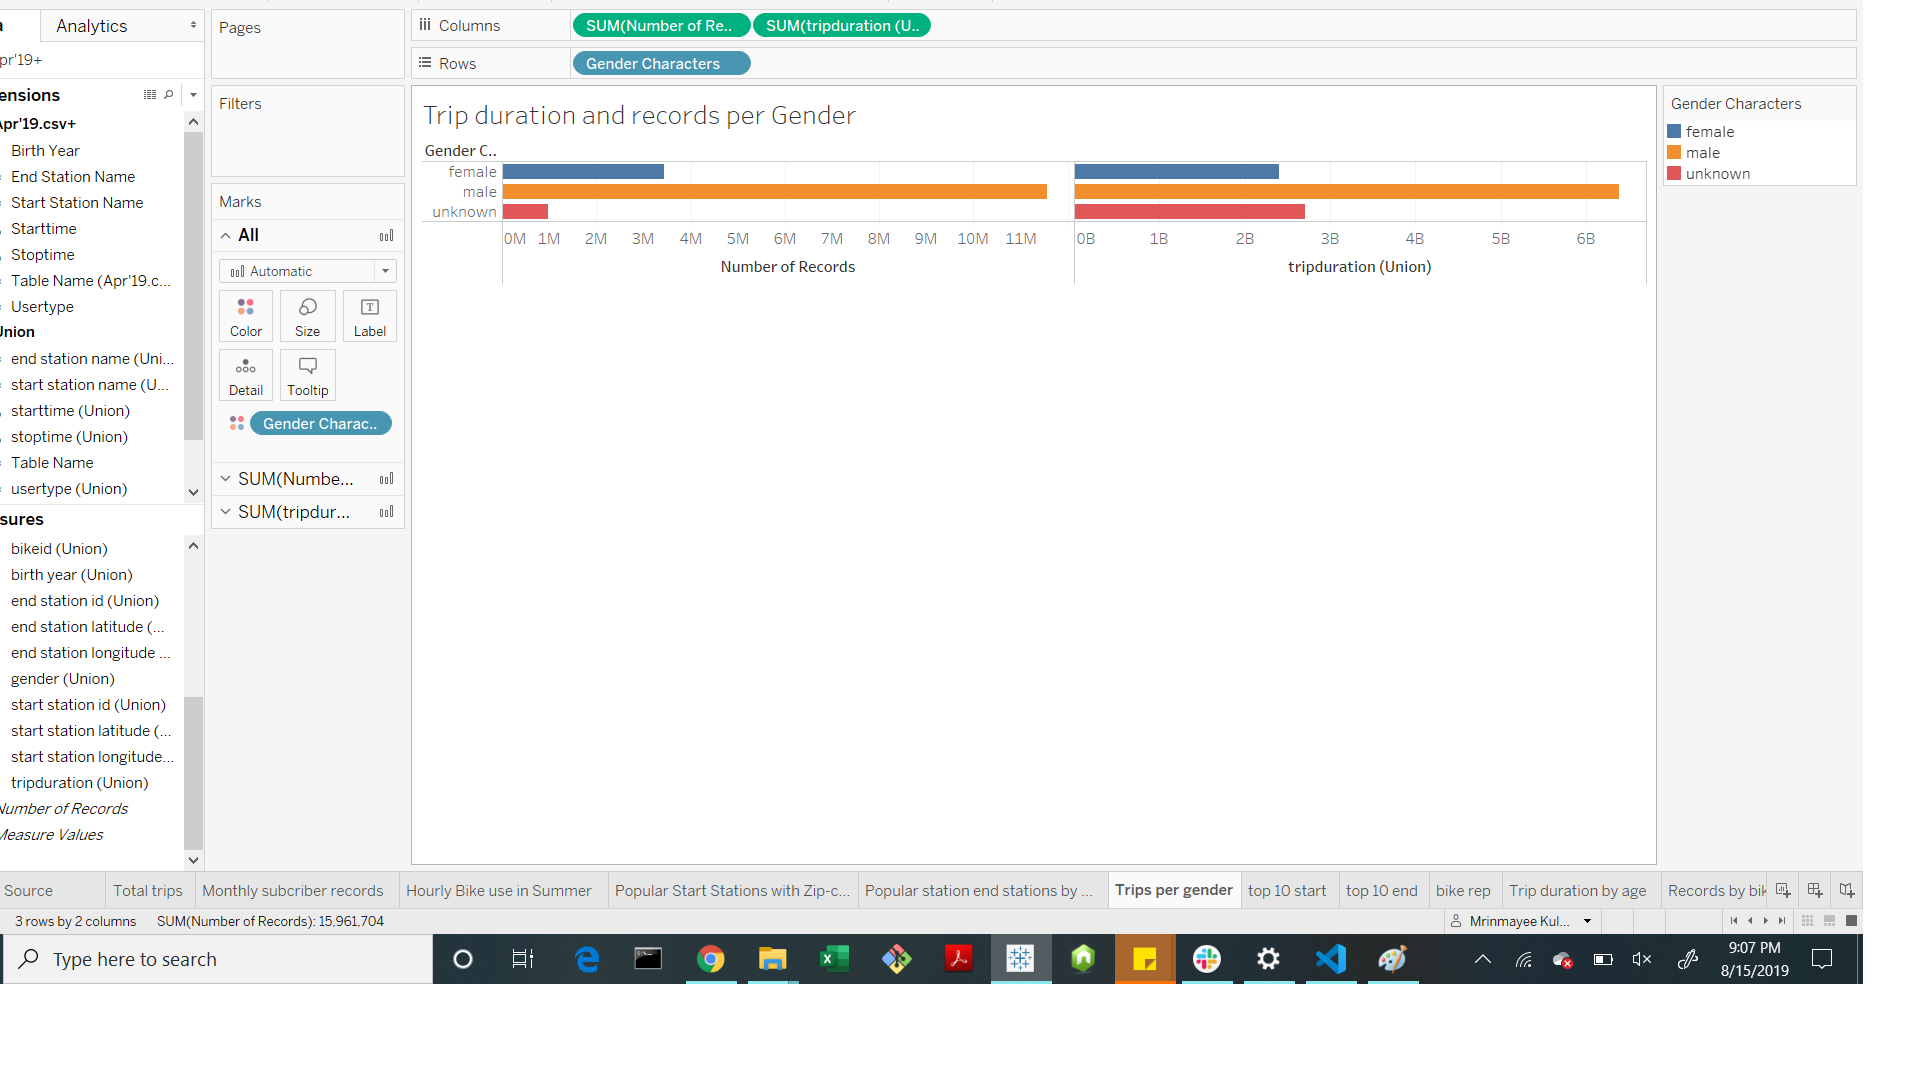 Analytics
Pages
Columns
SUM(Number of Re..
SUM(tripduration (U..
pr'19+
Rows
Gender Characters
ensions
Filters
Trip duration and records per Gender
Gender Characters
female
male
unknown
Apr'19.csv+
Birth Year
End Station Name
Start Station Name
Starttime
Stoptime
Table Name (Apr'19.c...
Usertype
Union
end station name (Uni...
start station name (U...
starttime (Union)
stoptime (Union)
Table Name
usertype (Union)
sures
bikeid (Union)
birth year (Union)
end station id (Union)
end station latitude (...
end station longitude ...
gender (Union)
start station id (Union)
start station latitude (...
start station longitude...
tripduration (Union)
Number of Records
Measure Values
Marks
All
Automatic
Color
Size
Label
Detail
Tooltip
Gender Charac..
SUM(Numbe...
SUM(tripdur...
Gender C..
female
male
unknown
0M 1M 2M 3M 4M 5M 6M 7M 8M 9M 10M 11M
Number of Records
0B 1B 2B 3B 4B 5B 6B
tripduration (Union)
Source
Total trips
Monthly subcriber records
Hourly Bike use in Summer
Popular Start Stations with Zip-c...
Popular station end stations by ...
Trips per gender
top 10 start
top 10 end
bike rep
Trip duration by age
Records by bik
3 rows by 2 columns
SUM(Number of Records): 15,961,704
Mrinmayee Kul...
Type here to search
9:07 PM
8/15/2019